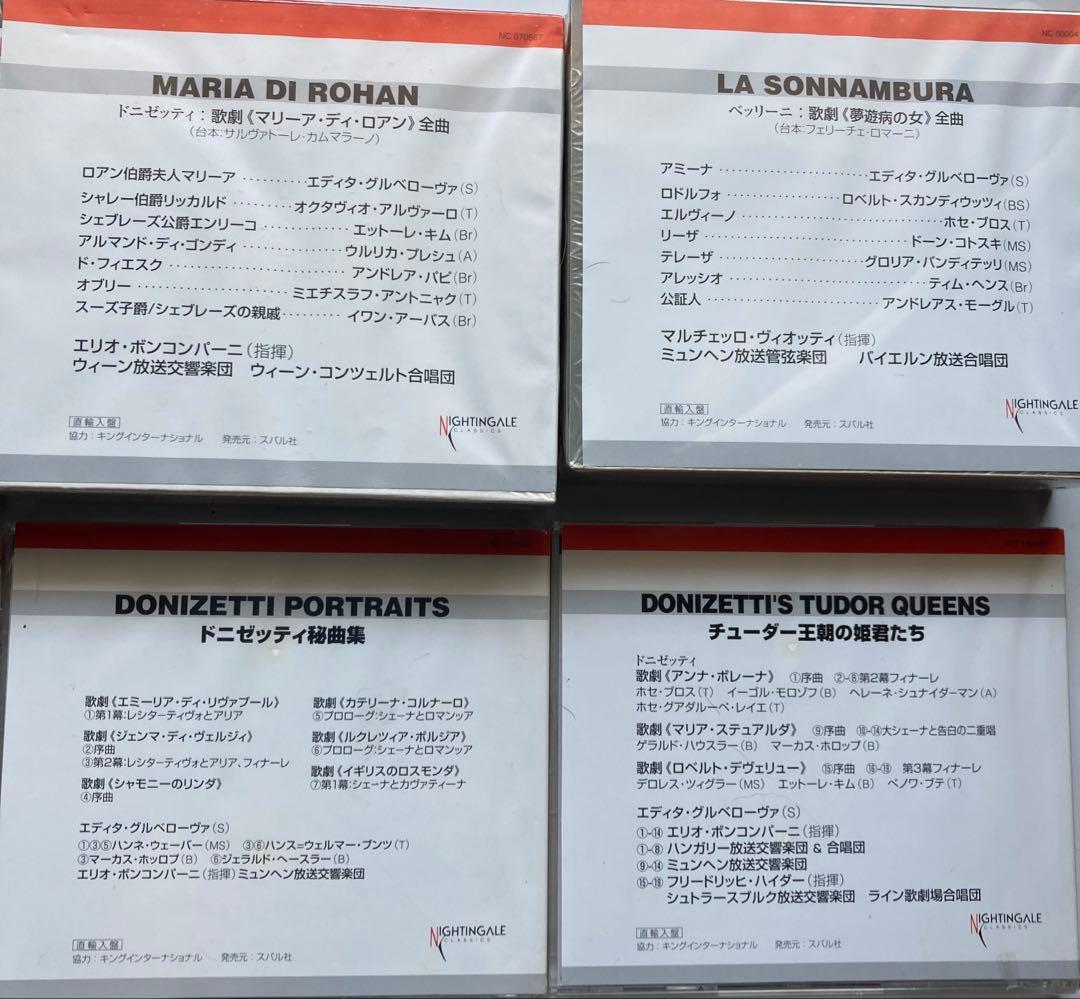 NC 070567
MARIA DI ROHAN
ドニゼッティ：歌劇《マリーア・ディ・ロアン》全曲
（台本：サルヴァトーレ・カムマラーノ）
ロアン伯爵夫人マリーア ………… エディタ・グルベローヴァ（S）
シャレー伯爵リッカルド ……… オクタヴィオ・アルヴァーロ（T）
シェブレーズ公爵エンリーコ ………… エットーレ・キム（Br）
アルマンド・ディ・ゴンディ ………… ウルリカ・プレシュ（A）
ド・フィエスク ………………… アンドレア・パピ（Br）
オブリー ………………… ミエチスラフ・アントニャク（T）
スーズ子爵/シェブレーズの親戚 ……… イワン・アーバス（Br）
エリオ・ボンコンパーニ（指揮）
ウィーン放送交響楽団　ウィーン・コンツェルト合唱団
直輸入盤
協力：キングインターナショナル　発売元：スバル社
NIGHTINGALE
CLASSICS
NC 00004
LA SONNAMBURA
ベッリーニ：歌劇《夢遊病の女》全曲
（台本：フェリーチェ・ロマーニ）
アミーナ ………………… エディタ・グルベローヴァ（S）
ロドルフォ ……………… ロベルト・スカンディウッツィ（BS）
エルヴィーノ ………………………… ホセ・ブロス（T）
リーザ ………………………… ドーン・コトスキ（MS）
テレーザ ………………… グロリア・バンディテッリ（MS）
アレッシオ ………………………… ティム・ヘンス（Br）
公証人 ………………… アンドレアス・モーグル（T）
マルチェッロ・ヴィオッティ（指揮）
ミュンヘン放送管弦楽団　バイエルン放送合唱団
直輸入盤
協力：キングインターナショナル　発売元：スバル社
NIGHTINGALE
CLASSICS
DONIZETTI PORTRAITS
ドニゼッティ秘曲集
歌劇《エミーリア・ディ・リヴァプール》
①第1幕：レシターティヴォとアリア
歌劇《ジェンマ・ディ・ヴェルジィ》
②序曲
③第2幕：レシターティヴォとアリア、フィナーレ
歌劇《シャモニーのリンダ》
④序曲
歌劇《カテリーナ・コルナーロ》
⑤プロローグ：シェーナとロマンツァ
歌劇《ルクレツィア・ボルジア》
⑥プロローグ：シェーナとロマンツァ
歌劇《イギリスのロスモンダ》
⑦第1幕：シェーナとカヴァティーナ
エディタ・グルベローヴァ（S）
①③⑤ハンネ・ウェーバー（MS）　③⑥ハンス＝ウェルマー・ブンツ（T）
③マーカス・ホッロプ（B）　⑥ジェラルド・ヘースラー（B）
エリオ・ボンコンパーニ（指揮）ミュンヘン放送交響楽団
直輸入盤
協力：キングインターナショナル　発売元：スバル社
NIGHTINGALE
CLASSICS
DONIZETTI'S TUDOR QUEENS
チューダー王朝の姫君たち
ドニゼッティ
歌劇《アンナ・ボレーナ》　①序曲　②-⑧第2幕フィナーレ
ホセ・ブロス（T）　イーゴル・モロゾフ（B）　ヘレーネ・シュナイダーマン（A）
ホセ・グアダルーペ・レイエ（T）
歌劇《マリア・ステュアルダ》　⑨序曲　⑩-⑭大シェーナと告白の二重唱
ゲラルド・ハウスラー（B）　マーカス・ホロップ（B）
歌劇《ロベルト・デヴェリュー》　⑮序曲　⑯-⑲　第3幕フィナーレ
デロレス・ツィグラー（MS）　エットーレ・キム（B）　ベノワ・ブテ（T）
エディタ・グルベローヴァ（S）
①-⑭ エリオ・ボンコンパーニ（指揮）
①-⑧ ハンガリー放送交響楽団 & 合唱団
⑨-⑭ ミュンヘン放送交響楽団
⑮-⑲ フリードリッヒ・ハイダー（指揮）
シュトラースブルク放送交響楽団　ライン歌劇場合唱団
直輸入盤
協力：キングインターナショナル　発売元：スバル社
NIGHTINGALE
CLASSICS